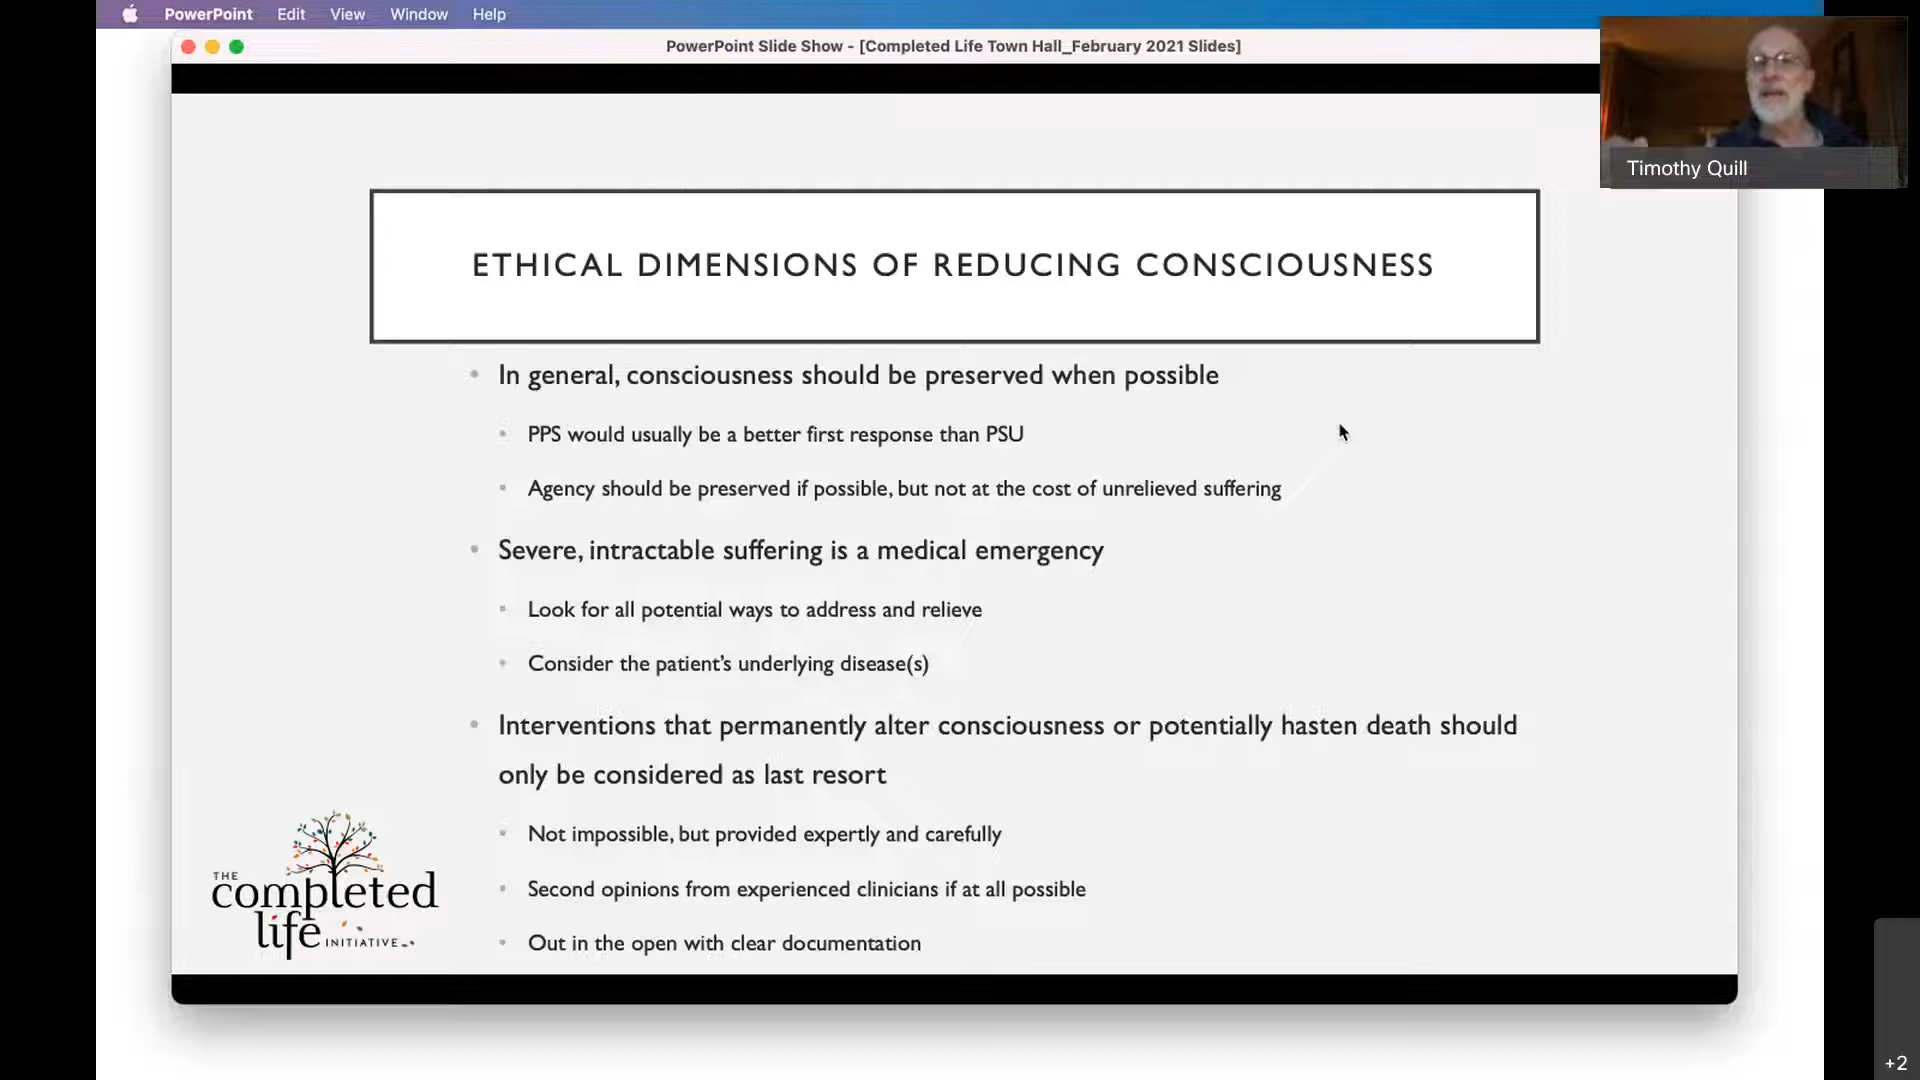 PowerPoint Edit View Window Help
PowerPoint Slide Show - [Completed Life Town Hall_February 2021 Slides]
Timothy Quill
ETHICAL DIMENSIONS OF REDUCING CONSCIOUSNESS
• In general, consciousness should be preserved when possible
▪ PPS would usually be a better first response than PSU
▪ Agency should be preserved if possible, but not at the cost of unrelieved suffering
• Severe, intractable suffering is a medical emergency
▪ Look for all potential ways to address and relieve
▪ Consider the patient’s underlying disease(s)
• Interventions that permanently alter consciousness or potentially hasten death should
only be considered as last resort
▪ Not impossible, but provided expertly and carefully
▪ Second opinions from experienced clinicians if at all possible
▪ Out in the open with clear documentation
THE
completed
life INITIATIVE
+2